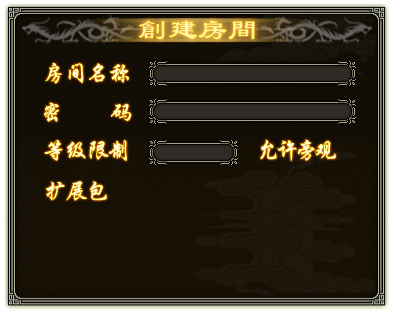 創建房間
房间名称
密 码
等级限制 允许旁观
扩展包